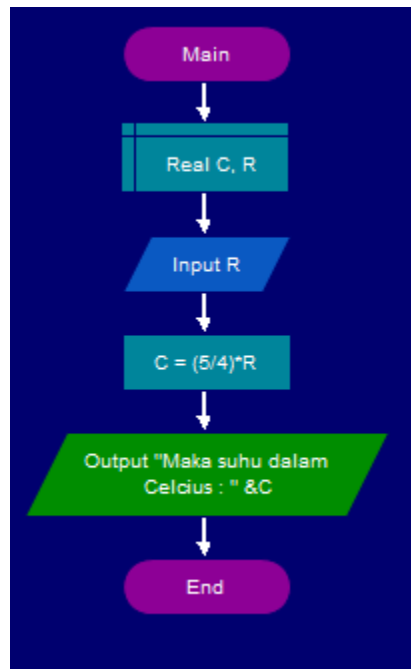 Main
Real C, R
Input R
C = (5/4)*R
Output "Maka suhu dalam
Celcius : " &C
End